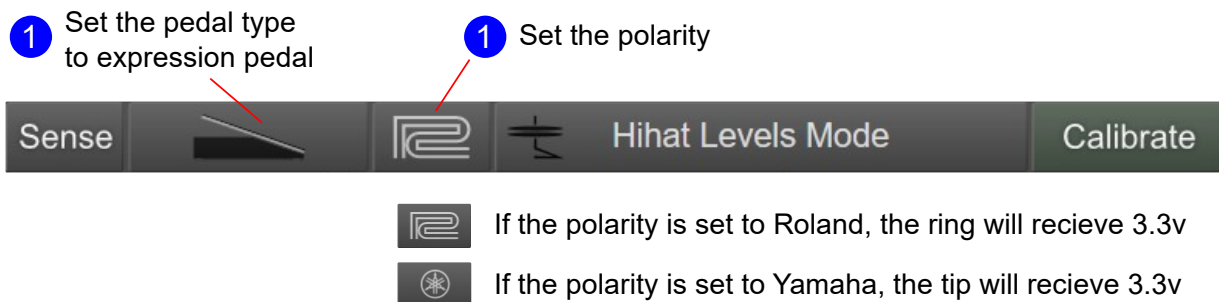 1 Set the pedal type
to expression pedal
1 Set the polarity
Sense Hihat Levels Mode Calibrate
If the polarity is set to Roland, the ring will recieve 3.3v
If the polarity is set to Yamaha, the tip will recieve 3.3v